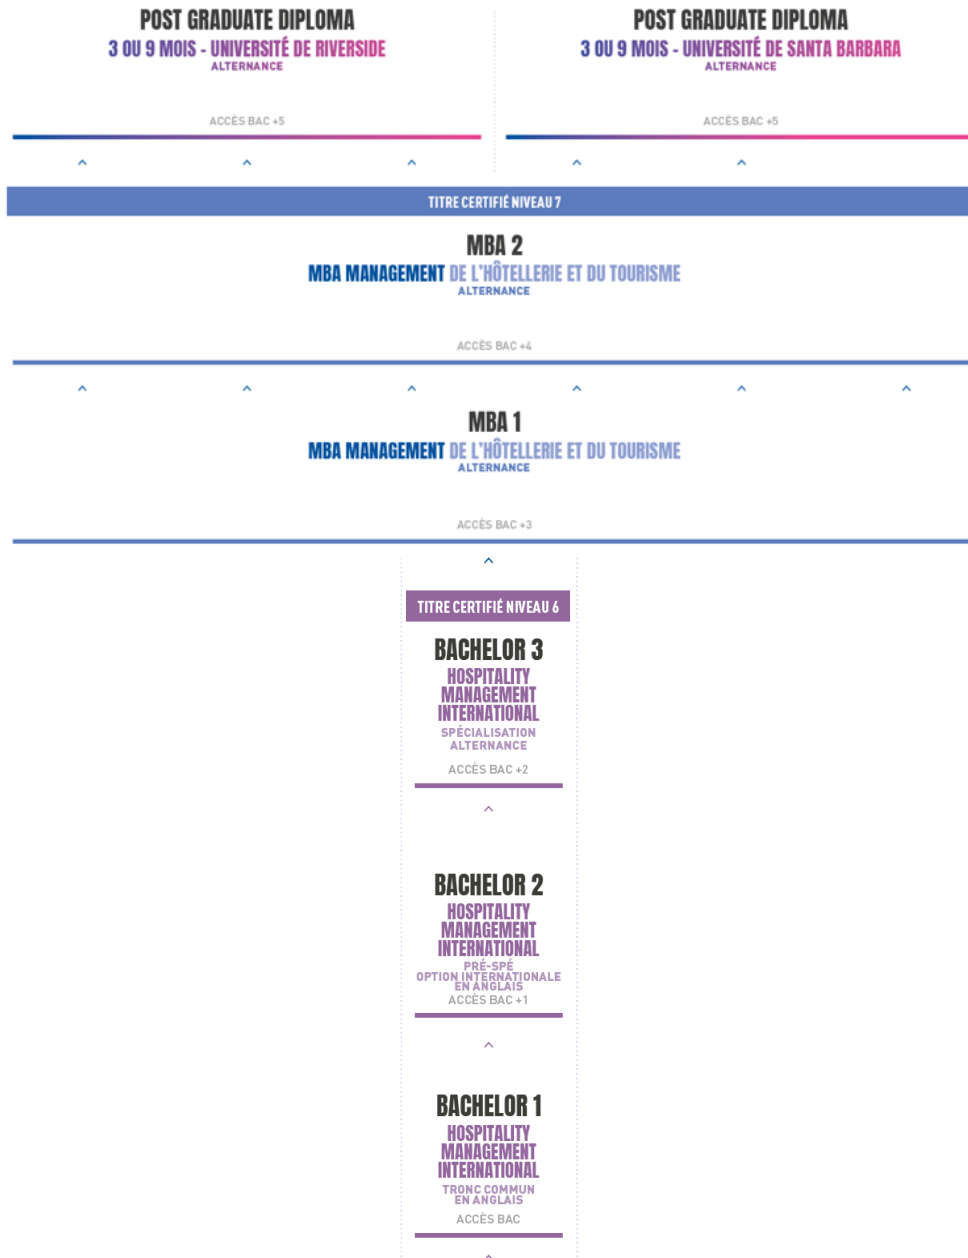 POST GRADUATE DIPLOMA
3 OU 9 MOIS - UNIVERSITÉ DE RIVERSIDE
ALTERNANCE
ACCÈS BAC +5
POST GRADUATE DIPLOMA
3 OU 9 MOIS - UNIVERSITÉ DE SANTA BARBARA
ALTERNANCE
ACCÈS BAC +5
TITRE CERTIFIÉ NIVEAU 7
MBA 2
MBA MANAGEMENT DE L'HÔTELLERIE ET DU TOURISME
ALTERNANCE
ACCÈS BAC +4
MBA 1
MBA MANAGEMENT DE L'HÔTELLERIE ET DU TOURISME
ALTERNANCE
ACCÈS BAC +3
TITRE CERTIFIÉ NIVEAU 6
BACHELOR 3
HOSPITALITY
MANAGEMENT
INTERNATIONAL
SPÉCIALISATION
ALTERNANCE
ACCÈS BAC +2
BACHELOR 2
HOSPITALITY
MANAGEMENT
INTERNATIONAL
PRÉ-SPÉ
OPTION INTERNATIONALE
EN ANGLAIS
ACCÈS BAC +1
BACHELOR 1
HOSPITALITY
MANAGEMENT
INTERNATIONAL
TRONC COMMUN
EN ANGLAIS
ACCÈS BAC